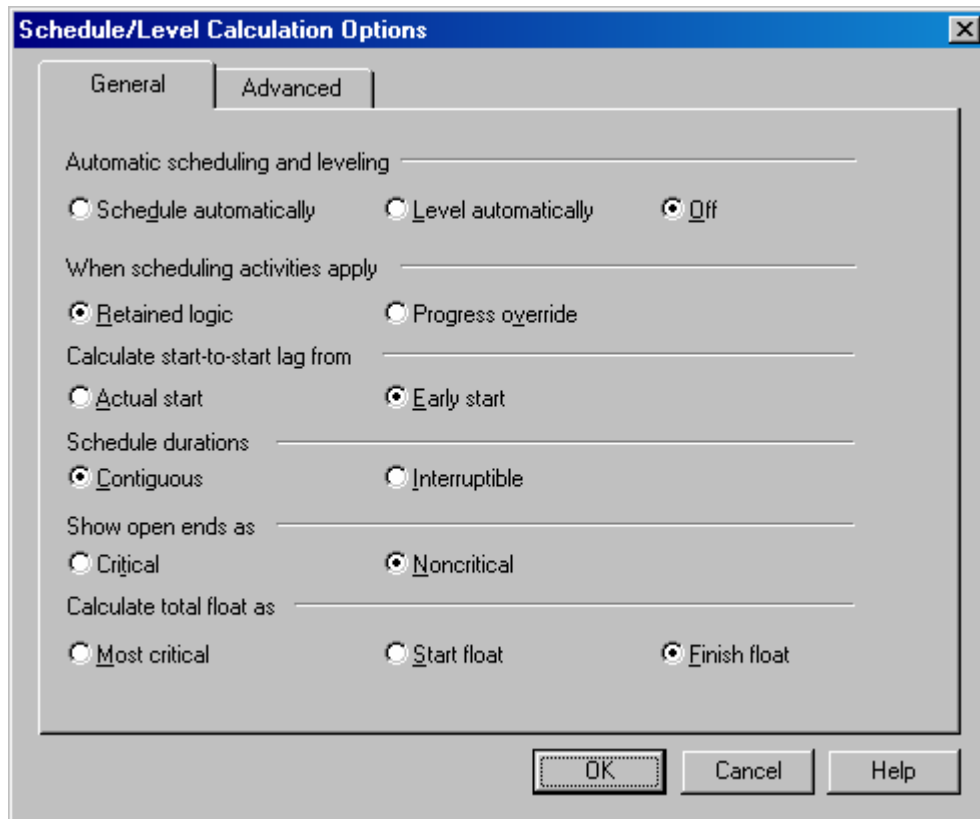 Schedule/Level Calculation Options
General Advanced
Automatic scheduling and leveling
Schedule automatically Level automatically Off
When scheduling activities apply
Retained logic Progress override
Calculate start-to-start lag from
Actual start Early start
Schedule durations
Contiguous Interruptible
Show open ends as
Critical Noncritical
Calculate total float as
Most critical Start float Finish float
OK Cancel Help